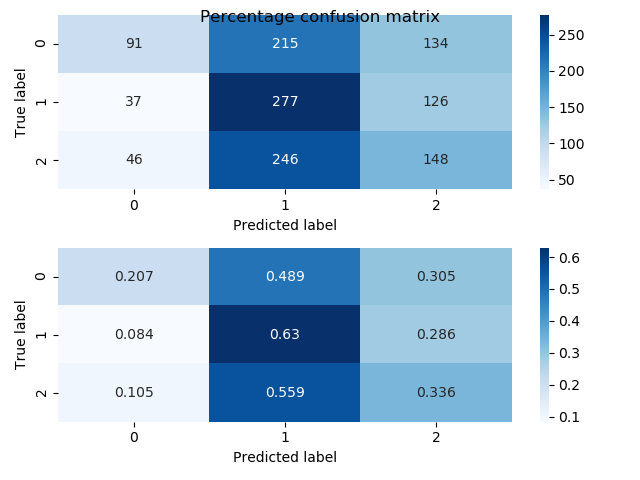 Percentage confusion matrix
0 91 215 134
1 37 277 126
2 46 246 148
True label
0 1 2
Predicted label
250
200
150
100
50
0 0.207 0.489 0.305
1 0.084 0.63 0.286
2 0.105 0.559 0.336
True label
0 1 2
Predicted label
0.6
0.5
0.4
0.3
0.2
0.1